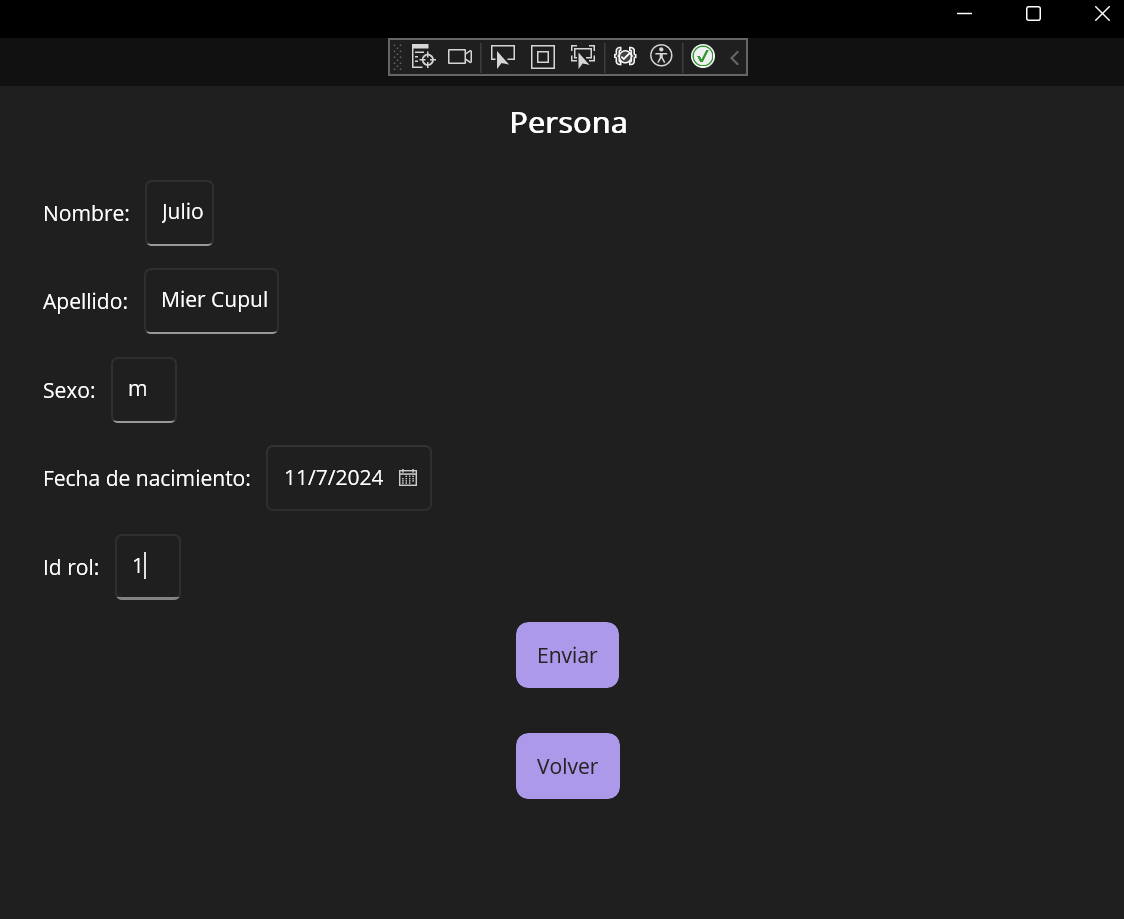 Persona
Nombre: Julio
Apellido: Mier Cupul
Sexo: m
Fecha de nacimiento: 11/7/2024
Id rol: 1
Enviar
Volver